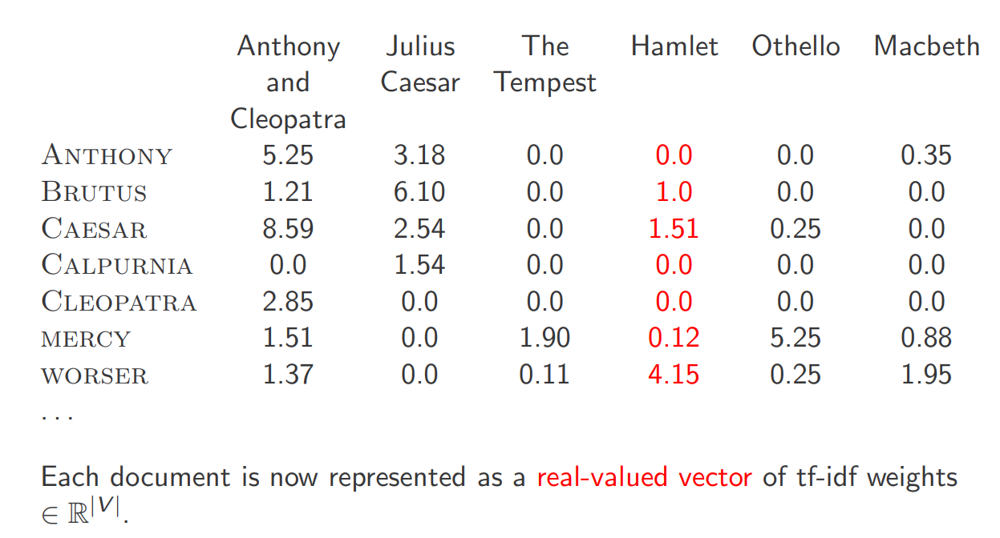 Anthony Julius The Hamlet Othello Macbeth
and Caesar Tempest
Cleopatra
ANTHONY 5.25 3.18 0.0 0.0 0.0 0.35
BRUTUS 1.21 6.10 0.0 1.0 0.0 0.0
CAESAR 8.59 2.54 0.0 1.51 0.25 0.0
CALPURNIA 0.0 1.54 0.0 0.0 0.0 0.0
CLEOPATRA 2.85 0.0 0.0 0.0 0.0 0.0
MERCY 1.51 0.0 1.90 0.12 5.25 0.88
WORSER 1.37 0.0 0.11 4.15 0.25 1.95
. . .
Each document is now represented as a real-valued vector of tf-idf weights
∈ ℝ^|V|.